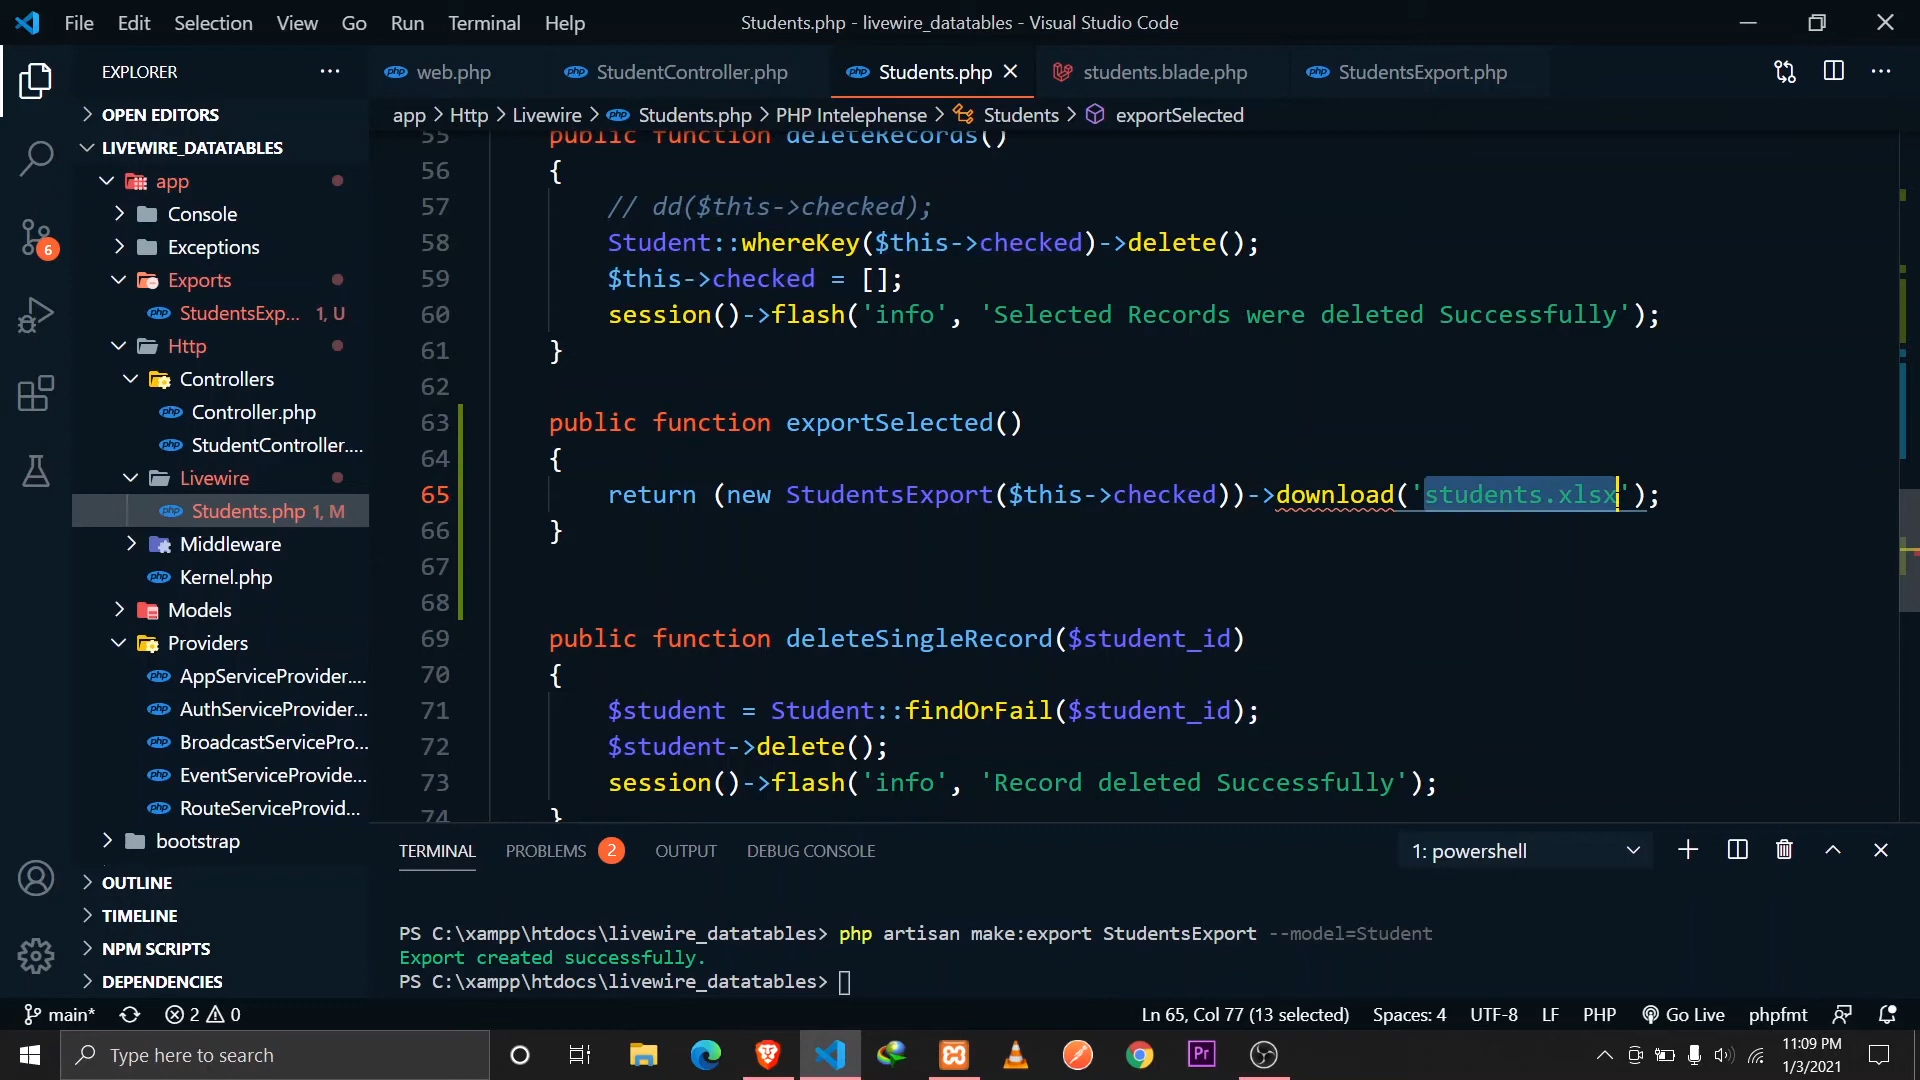 File Edit Selection View Go Run Terminal Help
Students.php - livewire_datatables - Visual Studio Code
EXPLORER
web.php StudentController.php Students.php students.blade.php StudentsExport.php
app > Http > Livewire > Students.php > PHP Intelephense > Students > exportSelected
OPEN EDITORS
LIVEWIRE_DATATABLES
app
Console
Exceptions
Exports
StudentsExp... 1, U
Http
Controllers
Controller.php
StudentController....
Livewire
Students.php 1, M
Middleware
Kernel.php
Models
Providers
AppServiceProvider....
AuthServiceProvider...
BroadcastServicePro...
EventServiceProvide...
RouteServiceProvid...
bootstrap
OUTLINE
TIMELINE
NPM SCRIPTS
DEPENDENCIES
6
55 public function deleteRecords()
56 {
57 // dd($this->checked);
58 Student::whereKey($this->checked)->delete();
59 $this->checked = [];
60 session()->flash('info', 'Selected Records were deleted Successfully');
61 }
62
63 public function exportSelected()
64 {
65 return (new StudentsExport($this->checked))->download('students.xlsx');
66 }
67
68
69 public function deleteSingleRecord($student_id)
70 {
71 $student = Student::findOrFail($student_id);
72 $student->delete();
73 session()->flash('info', 'Record deleted Successfully');
74 }
TERMINAL PROBLEMS 2 OUTPUT DEBUG CONSOLE 1: powershell
PS C:\xampp\htdocs\livewire_datatables> php artisan make:export StudentsExport --model=Student
Export created successfully.
PS C:\xampp\htdocs\livewire_datatables>
main* 2 0 Ln 65, Col 77 (13 selected) Spaces: 4 UTF-8 LF PHP Go Live phpfmt
Type here to search
Pr
11:09 PM
1/3/2021